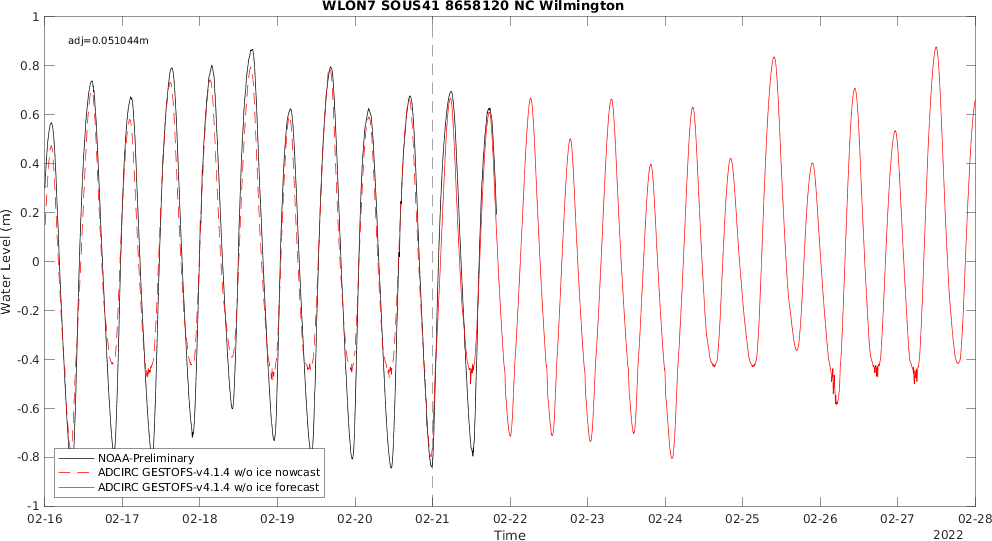 WLON7 SOUS41 8658120 NC Wilmington
adj=0.051044m
1
0.8
0.6
0.4
0.2
0
-0.2
-0.4
-0.6
-0.8
-1
Water Level (m)
NOAA-Preliminary
ADCIRC GESTOFS-v4.1.4 w/o ice nowcast
ADCIRC GESTOFS-v4.1.4 w/o ice forecast
02-16 02-17 02-18 02-19 02-20 02-21 02-22 02-23 02-24 02-25 02-26 02-27 02-28
Time
2022